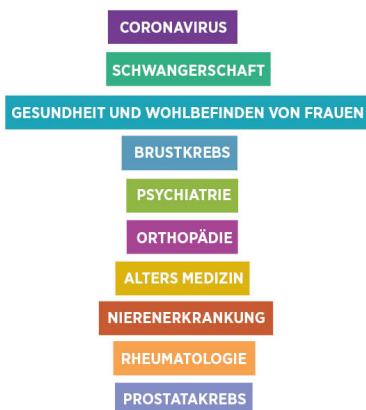 CORONAVIRUS
SCHWANGERSCHAFT
GESUNDHEIT UND WOHLBEFINDEN VON FRAUEN
BRUSTKREBS
PSYCHIATRIE
ORTHOPÄDIE
ALTERS MEDIZIN
NIERENERKRANKUNG
RHEUMATOLOGIE
PROSTATAKREBS